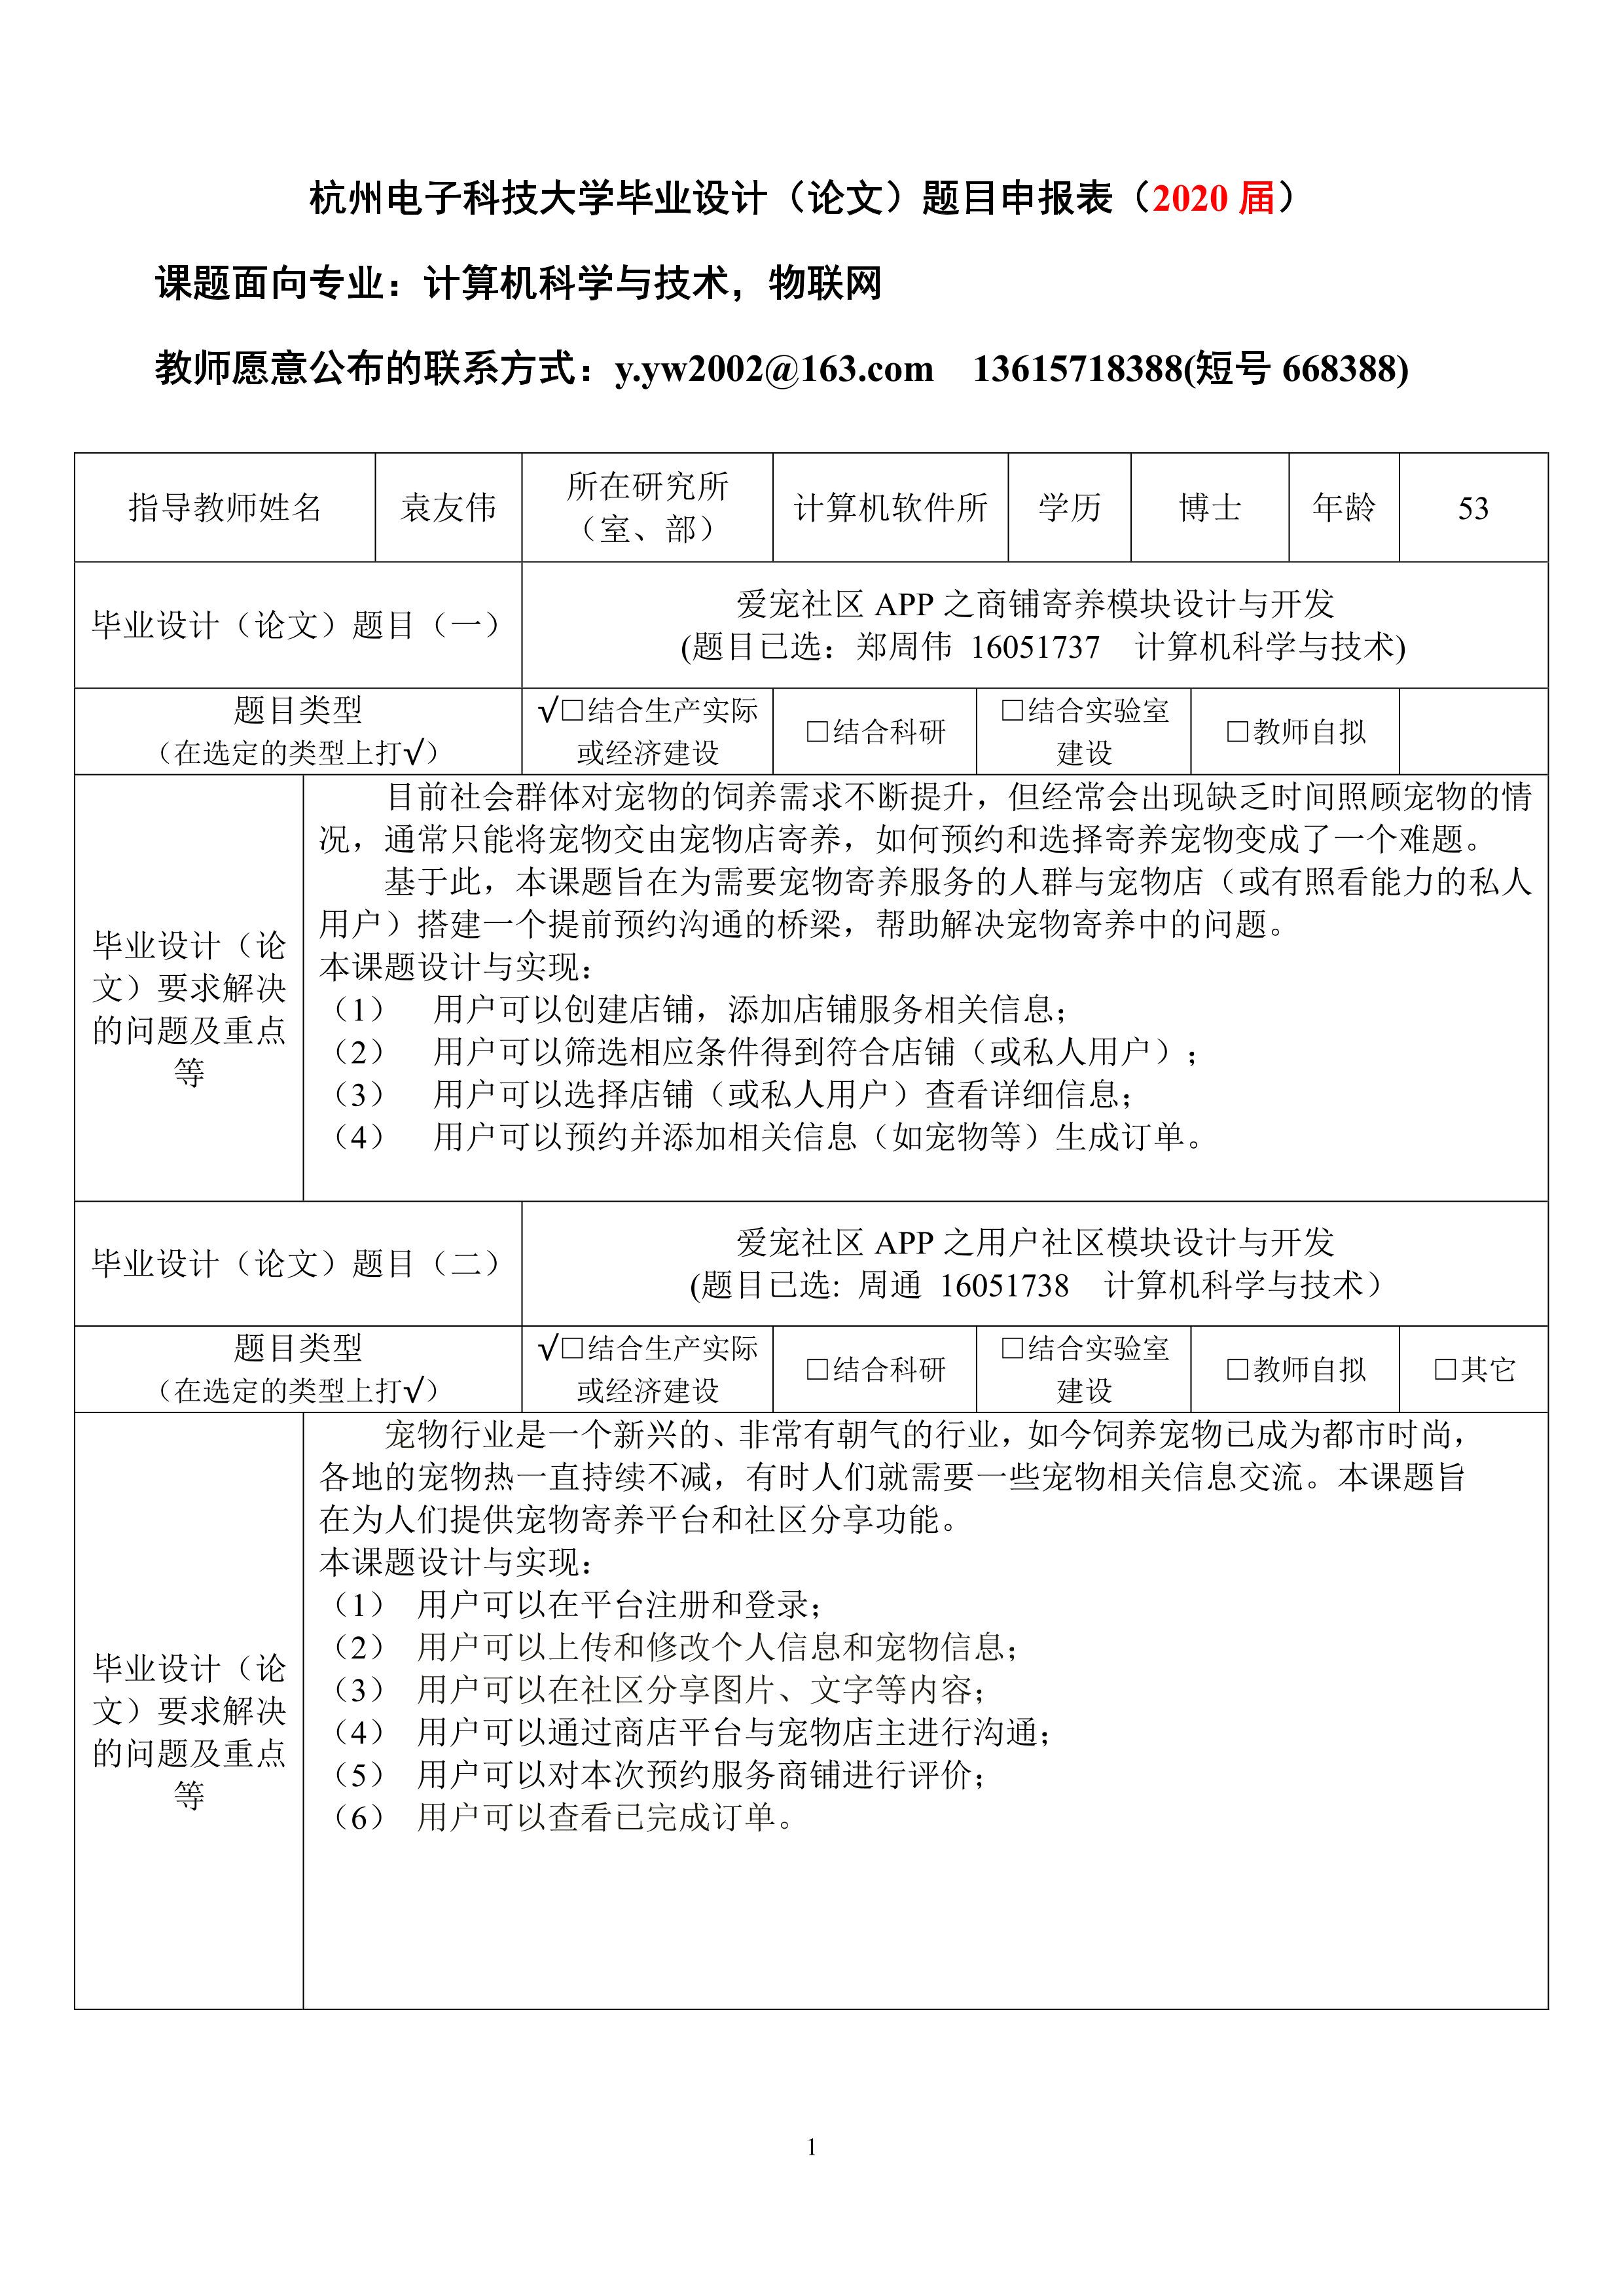 杭州电子科技大学毕业设计（论文）题目申报表（2020 届）
课题面向专业：计算机科学与技术，物联网
教师愿意公布的联系方式：y.yw2002@163.com 13615718388(短号 668388)
指导教师姓名 袁友伟 所在研究所（室、部） 计算机软件所 学历 博士 年龄 53
毕业设计（论文）题目（一）
爱宠社区 APP 之商铺寄养模块设计与开发
(题目已选：郑周伟 16051737 计算机科学与技术)
题目类型
（在选定的类型上打√）
√□结合生产实际
或经济建设
□结合科研
□结合实验室
建设
□教师自拟
毕业设计（论
文）要求解决
的问题及重点
等
目前社会群体对宠物的饲养需求不断提升，但经常会出现缺乏时间照顾宠物的情
况，通常只能将宠物交由宠物店寄养，如何预约和选择寄养宠物变成了一个难题。
基于此，本课题旨在为需要宠物寄养服务的人群与宠物店（或有照看能力的私人
用户）搭建一个提前预约沟通的桥梁，帮助解决宠物寄养中的问题。
本课题设计与实现：
（1） 用户可以创建店铺，添加店铺服务相关信息；
（2） 用户可以筛选相应条件得到符合店铺（或私人用户）；
（3） 用户可以选择店铺（或私人用户）查看详细信息；
（4） 用户可以预约并添加相关信息（如宠物等）生成订单。
毕业设计（论文）题目（二）
爱宠社区 APP 之用户社区模块设计与开发
(题目已选: 周通 16051738 计算机科学与技术）
题目类型
（在选定的类型上打√）
√□结合生产实际
或经济建设
□结合科研
□结合实验室
建设
□教师自拟
□其它
毕业设计（论
文）要求解决
的问题及重点
等
宠物行业是一个新兴的、非常有朝气的行业，如今饲养宠物已成为都市时尚，
各地的宠物热一直持续不减，有时人们就需要一些宠物相关信息交流。本课题旨
在为人们提供宠物寄养平台和社区分享功能。
本课题设计与实现：
（1） 用户可以在平台注册和登录；
（2） 用户可以上传和修改个人信息和宠物信息；
（3） 用户可以在社区分享图片、文字等内容；
（4） 用户可以通过商店平台与宠物店主进行沟通；
（5） 用户可以对本次预约服务商铺进行评价；
（6） 用户可以查看已完成订单。
1